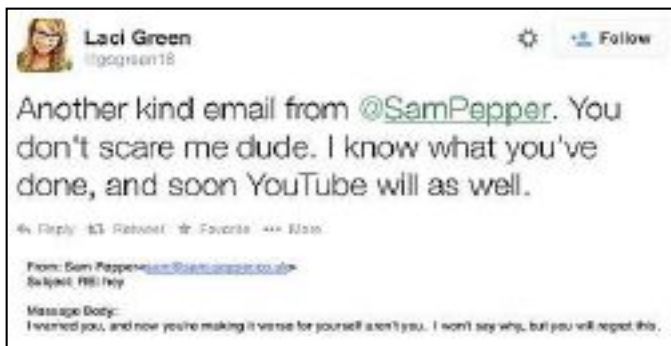 Laci Green
Follow
Another kind email from @SamPepper. You
don't scare me dude. I know what you've
done, and soon YouTube will as well.
Reply Retweet Favorite ••• More
From: Sam Pepper
Subject: RE: hey
Message Body:
I warned you, and now you're making it worse for yourself aren't you. I won't say why, but you will regret this.